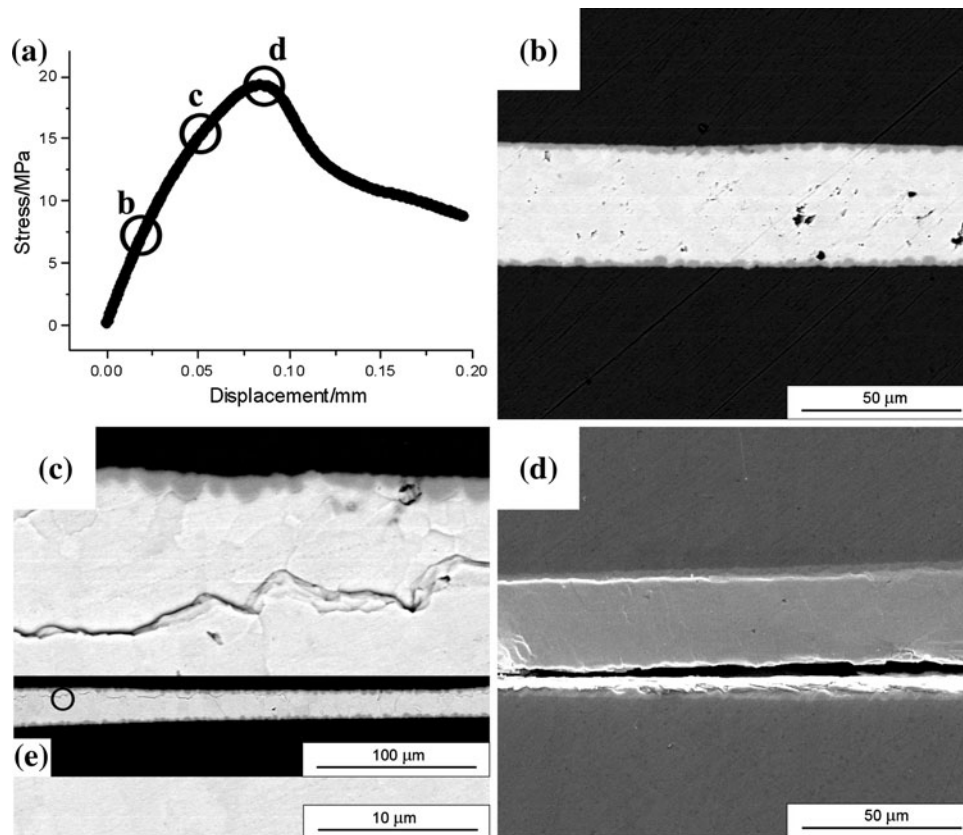 (a)
d
c
b
20
15
10
5
0
Stress/MPa
0.00 0.05 0.10 0.15 0.20
Displacement/mm
(b)
50 μm
(c)
100 μm
(e)
10 μm
(d)
50 μm